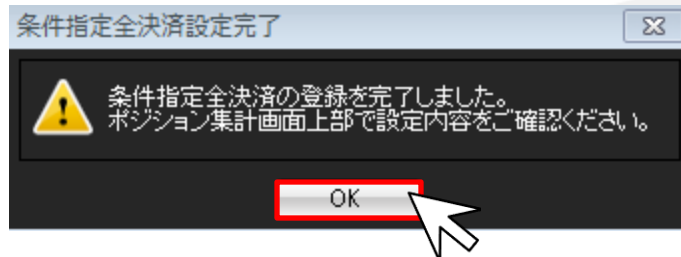 条件指定全決済設定完了
条件指定全決済の登録を完了しました。
ポジション集計画面上部で設定内容をご確認ください。
OK